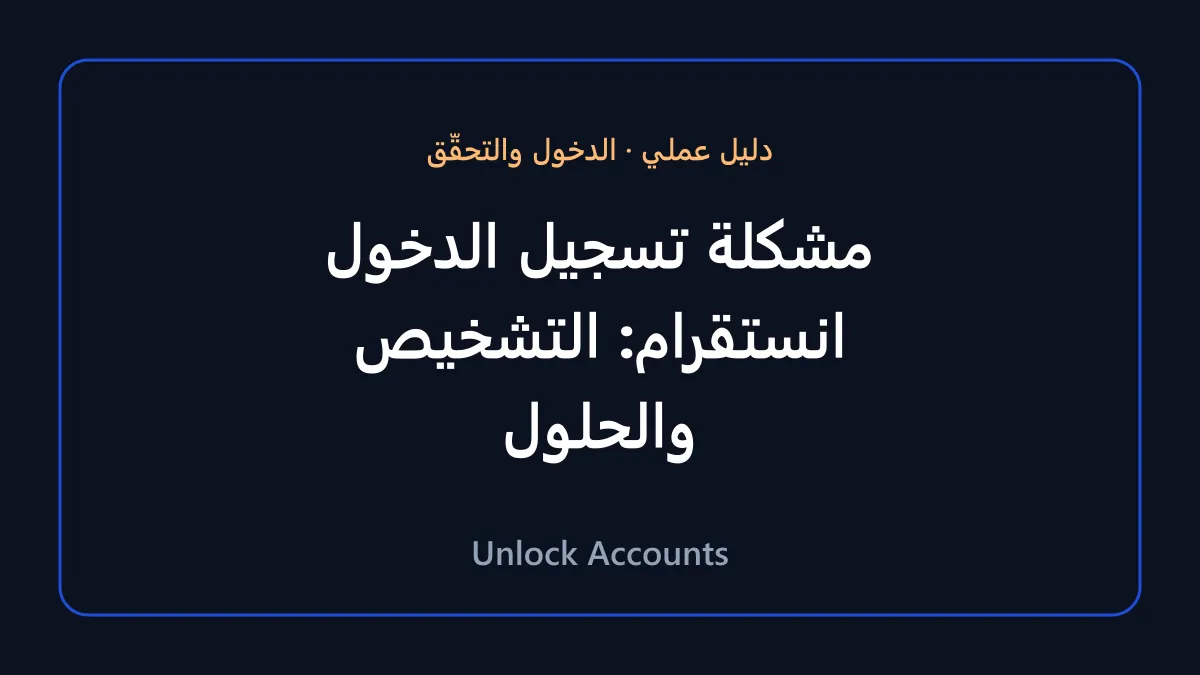 دليل عملي · الدخول والتحقّق
مشكلة تسجيل الدخول
انستقرام: التشخيص
والحلول
Unlock Accounts